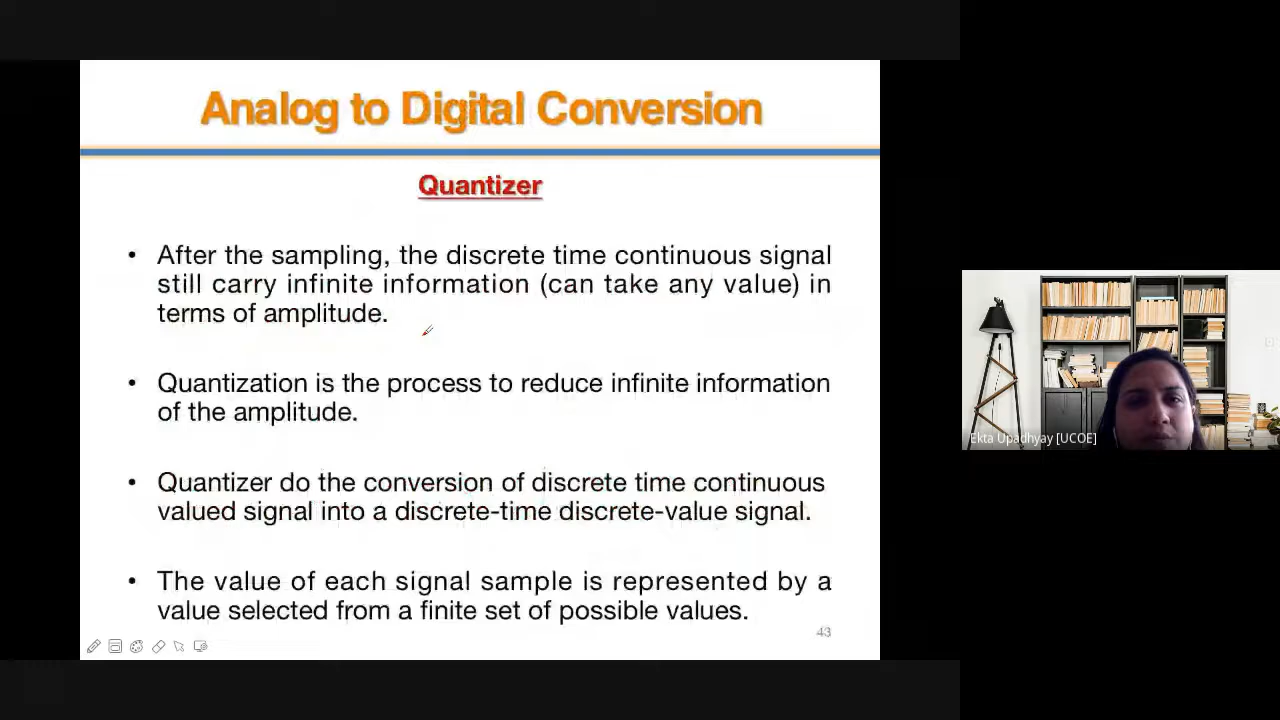 Analog to Digital Conversion
Quantizer
• After the sampling, the discrete time continuous signal
still carry infinite information (can take any value) in
terms of amplitude.
• Quantization is the process to reduce infinite information
of the amplitude.
• Quantizer do the conversion of discrete time continuous
valued signal into a discrete-time discrete-value signal.
• The value of each signal sample is represented by a
value selected from a finite set of possible values.
43
Ekta Upadhyay [UCOE]